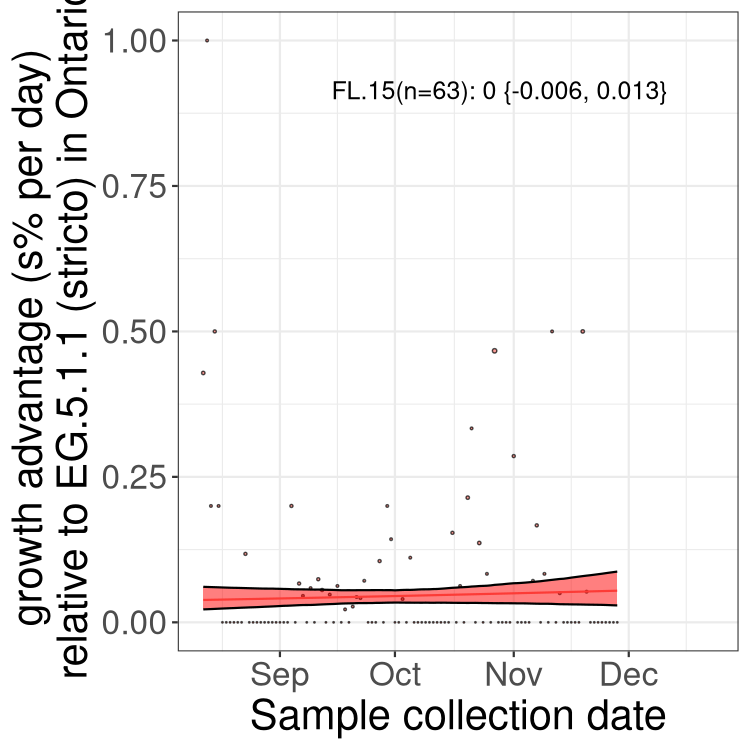 growth advantage (s% per day)
relative to EG.5.1.1 (stricto) in Ontario
1.00
0.75
0.50
0.25
0.00
FL.15(n=63): 0 {-0.006, 0.013}
Sep Oct Nov Dec
Sample collection date